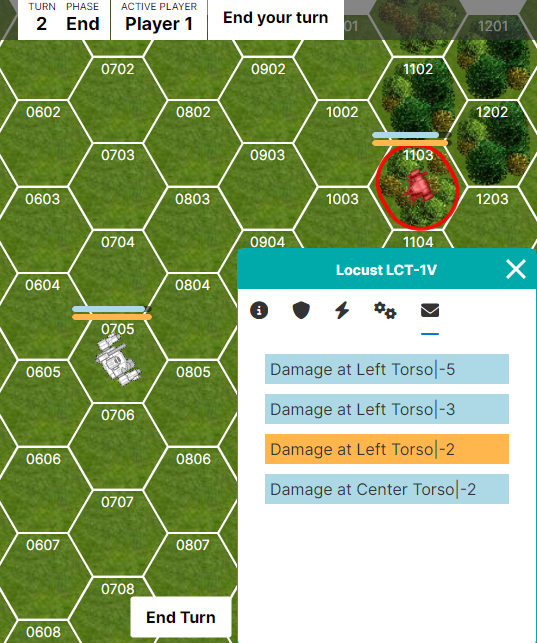 TURN
2
PHASE
End
ACTIVE PLAYER
Player 1
End your turn
01
1201
0702
0902
1102
0602
0802
1002
1202
0703
0903
1103
0603
0803
1003
1203
0704
0904
1104
0604
0804
Locust LCT-1V
0705
0605
0805
Damage at Left Torso|-5
Damage at Left Torso|-3
0706
Damage at Left Torso|-2
0606
0806
Damage at Center Torso|-2
0707
0607
0807
0708
End Turn
0608